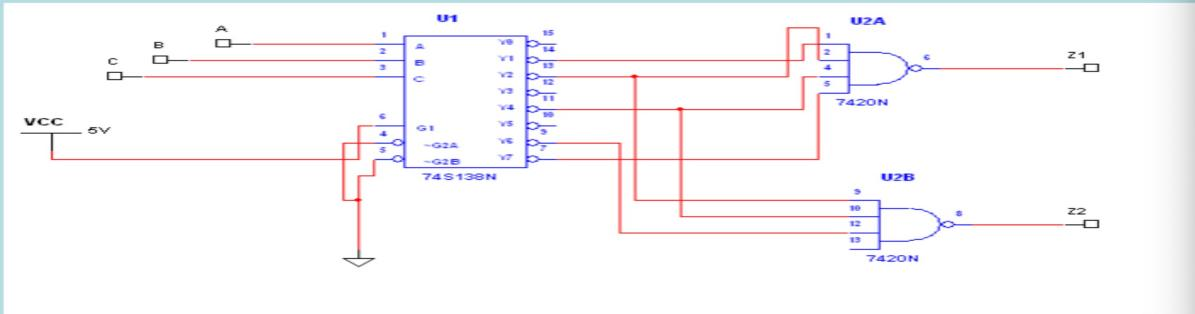 U1
U2A
A
B
C
1
2
3
A
B
C
Y0
Y1
Y2
Y3
Y4
Y5
Y6
Y7
15
14
13
12
11
10
9
7
1
2
4
5
6
Z1
7420N
VCC
5V
6
4
5
G1
~G2A
~G2B
74S138N
U2B
9
10
12
13
8
Z2
7420N